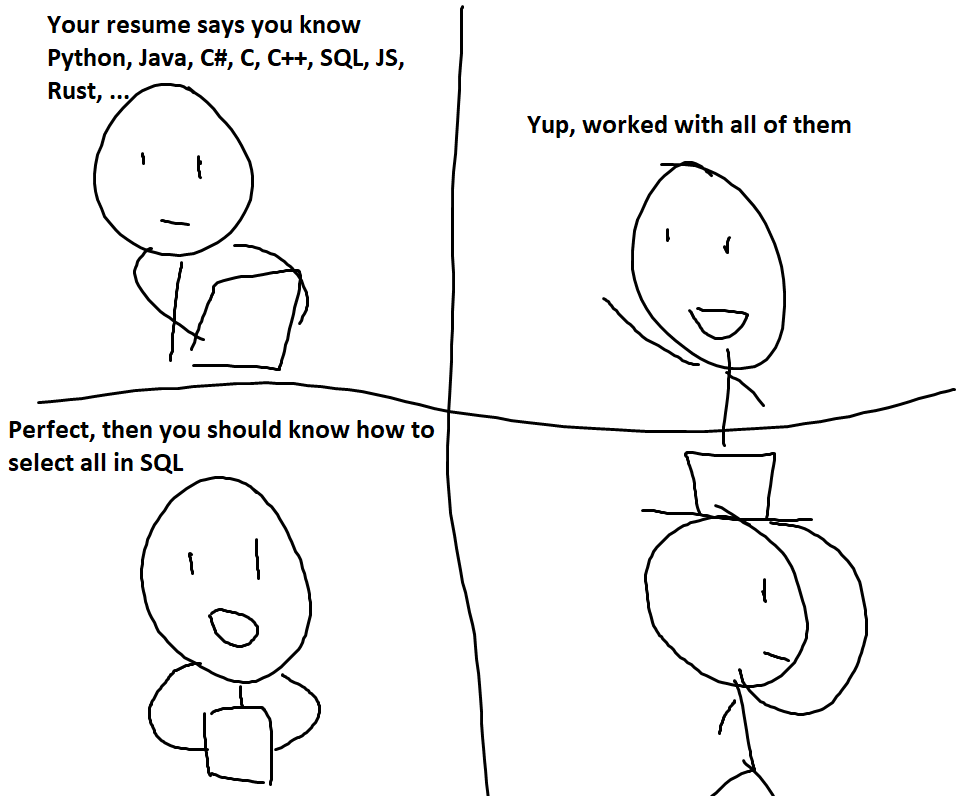 Your resume says you know
Python, Java, C#, C, C++, SQL, JS,
Rust, ...
Yup, worked with all of them
Perfect, then you should know how to
select all in SQL